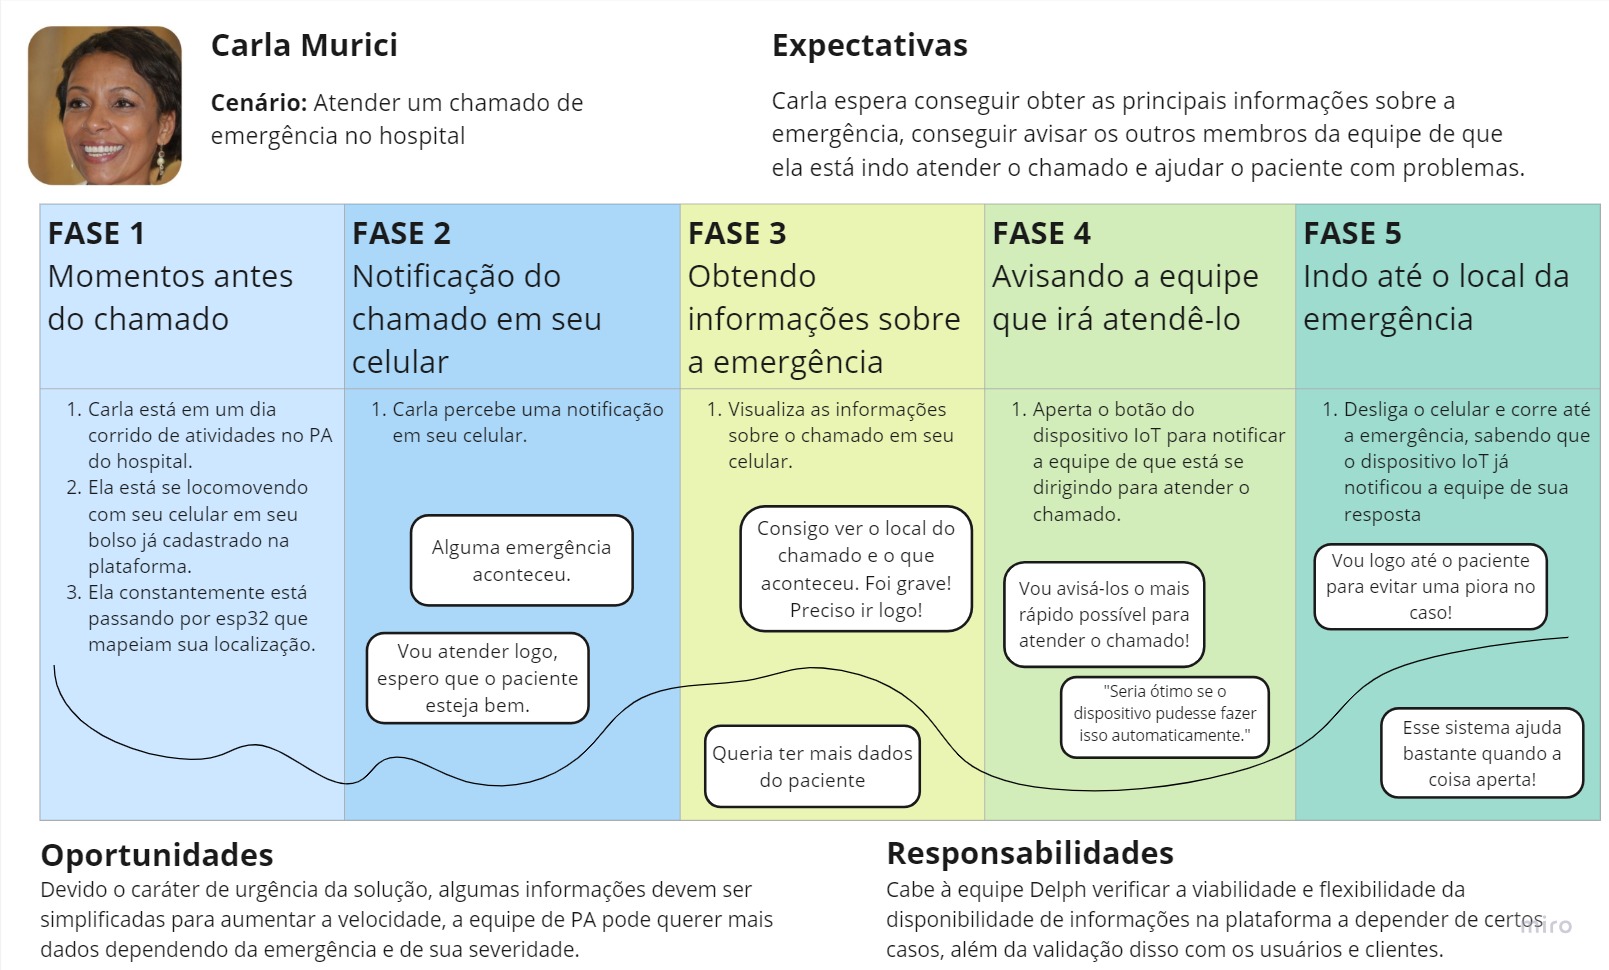 Carla Murici
Cenário: Atender um chamado de
emergência no hospital
Expectativas
Carla espera conseguir obter as principais informações sobre a
emergência, conseguir avisar os outros membros da equipe de que
ela está indo atender o chamado e ajudar o paciente com problemas.
FASE 1
Momentos antes
do chamado
1. Carla está em um dia
corrido de atividades no PA
do hospital.
2. Ela está se locomovendo
com seu celular em seu
bolso já cadastrado na
plataforma.
3. Ela constantemente está
passando por esp32 que
mapeiam sua localização.
FASE 2
Notificação do
chamado em seu
celular
1. Carla percebe uma notificação
em seu celular.
Alguma emergência
aconteceu.
Vou atender logo,
espero que o paciente
esteja bem.
FASE 3
Obtendo
informações sobre
a emergência
1. Visualiza as informações
sobre o chamado em seu
celular.
Consigo ver o local do
chamado e o que
aconteceu. Foi grave!
Preciso ir logo!
Queria ter mais dados
do paciente
FASE 4
Avisando a equipe
que irá atendê-lo
1. Aperta o botão do
dispositivo IoT para notificar
a equipe de que está se
dirigindo para atender o
chamado.
Vou avisá-los o mais
rápido possível para
atender o chamado!
"Seria ótimo se o
dispositivo pudesse fazer
isso automaticamente."
FASE 5
Indo até o local da
emergência
1. Desliga o celular e corre até
a emergência, sabendo que
o dispositivo IoT já
notificou a equipe de sua
resposta
Vou logo até o paciente
para evitar uma piora no
caso!
Esse sistema ajuda
bastante quando a
coisa aperta!
Oportunidades
Devido o caráter de urgência da solução, algumas informações devem ser
simplificadas para aumentar a velocidade, a equipe de PA pode querer mais
dados dependendo da emergência e de sua severidade.
Responsabilidades
Cabe à equipe Delph verificar a viabilidade e flexibilidade da
disponibilidade de informações na plataforma a depender de certos
casos, além da validação disso com os usuários e clientes.
miro